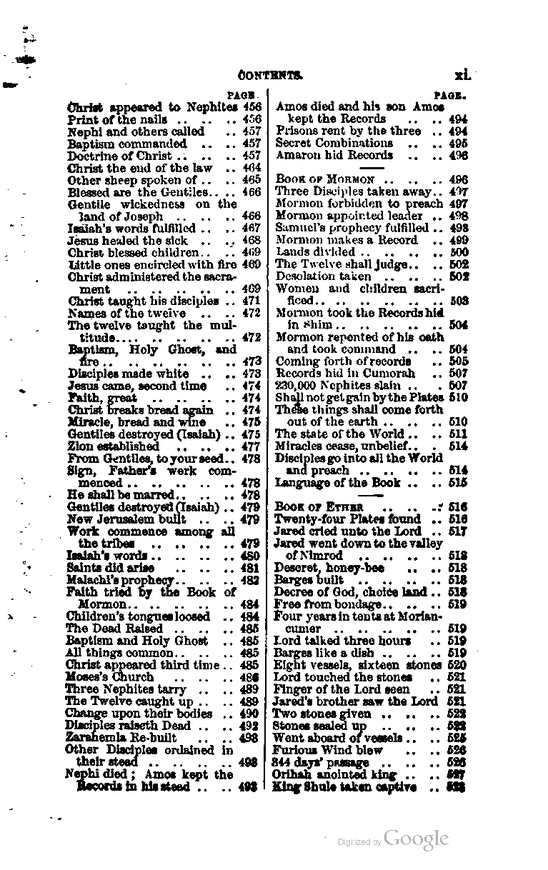 CONTENTS. xi.
PAGE.
Christ appeared to Nephites 456
Print of the nails .. .. .. 456
Nephi and others called .. 457
Baptism commanded .. .. 457
Doctrine of Christ .. .. .. 457
Christ the end of the law .. 464
Other sheep spoken of .. .. 465
Blessed are the Gentiles.. .. 466
Gentile wickedness on the
land of Joseph .. .. .. 466
Isaiah's words fulfilled .. .. 467
Jesus healed the sick .. .. 468
Christ blessed children.. .. 469
Little ones encircled with fire 469
Christ administered the sacra-
ment .. .. .. .. .. 469
Christ taught his disciples .. 471
Names of the twelve .. .. 472
The twelve taught the mul-
titude.... .. .. .. .. 472
Baptism, Holy Ghost, and
fire .. .. .. .. .. .. 473
Disciples made white .. .. 473
Jesus came, second time .. 474
Faith, great .. .. .. .. 474
Christ breaks bread again .. 474
Miracle, bread and wine .. 475
Gentiles destroyed (Isaiah) .. 475
Zion established .. .. .. 477
From Gentiles, to your seed.. 478
Sign, Father's work com-
menced .. .. .. .. .. 478
He shall be marred.. .. .. 478
Gentiles destroyed (Isaiah) .. 479
New Jerusalem built .. .. 479
Work commence among all
the tribes .. .. .. .. 479
Isaiah's words .. .. .. .. 480
Saints did arise .. .. .. 481
Malachi's prophecy.. .. .. 482
Faith tried by the Book of
Mormon.. .. .. .. .. 484
Children's tongues loosed .. 484
The Dead Raised .. .. .. 485
Baptism and Holy Ghost .. 485
All things common.. .. .. 485
Christ appeared third time .. 485
Moses's Church .. .. .. 486
Three Nephites tarry .. .. 489
The Twelve caught up .. .. 489
Change upon their bodies .. 490
Disciples raiseth Dead .. .. 492
Zarahemla Re-built .. .. 493
Other Disciples ordained in
their stead .. .. .. .. 493
Nephi died; Amos kept the
Records in his stead .. .. 493
PAGE.
Amos died and his son Amos
kept the Records .. .. 494
Prisons rent by the three .. 494
Secret Combinations .. .. 495
Amaron hid Records .. .. 496
BOOK OF MORMON .. .. .. 496
Three Disciples taken away.. 497
Mormon forbidden to preach 497
Mormon appointed leader .. 498
Samuel's prophecy fulfilled .. 498
Mormon makes a Record .. 499
Lands divided .. .. .. .. 500
The Twelve shall judge.. .. 502
Desolation taken .. .. .. 502
Women and children sacri-
ficed.. .. .. .. .. .. 503
Mormon took the Records hid
in Shim .. .. .. .. .. 504
Mormon repented of his oath
and took command .. .. 504
Coming forth of records .. 505
Records hid in Cumorah .. 507
230,000 Nephites slain .. . 507
Shall not get gain by the Plates 510
These things shall come forth
out of the earth .. .. .. 510
The state of the World .. .. 511
Miracles cease, unbelief.. . 514
Disciples go into all the World
and preach .. .. .. .. 514
Language of the Book .. .. 515
BOOK OF ETHER .. .. .. 516
Twenty-four Plates found .. 516
Jared cried unto the Lord .. 517
Jared went down to the valley
of Nimrod .. .. .. .. 518
Deseret, honey-bee .. .. 518
Barges built .. .. .. .. 518
Decree of God, choice land .. 518
Free from bondage.. .. .. 519
Four years in tents at Morian-
cumer .. .. .. .. .. 519
Lord talked three hours .. 519
Barges like a dish .. .. .. 519
Eight vessels, sixteen stones 520
Lord touched the stones .. 521
Finger of the Lord seen .. 521
Jared's brother saw the Lord 521
Two stones given .. .. .. 522
Stones sealed up .. .. .. 523
Went aboard of vessels .. .. 525
Furious Wind blew .. .. 526
344 days' passage .. .. .. 526
Orihah anointed king .. .. 527
King Shule taken captive .. 528
Digitized by Google